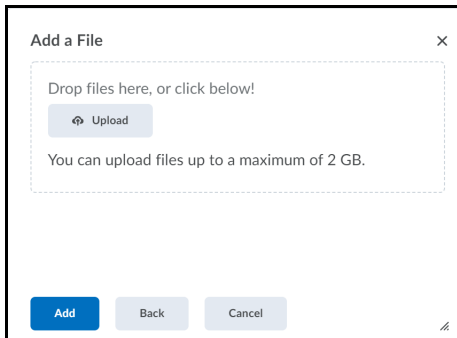 Add a File
Drop files here, or click below!
Upload
You can upload files up to a maximum of 2 GB.
Add Back Cancel